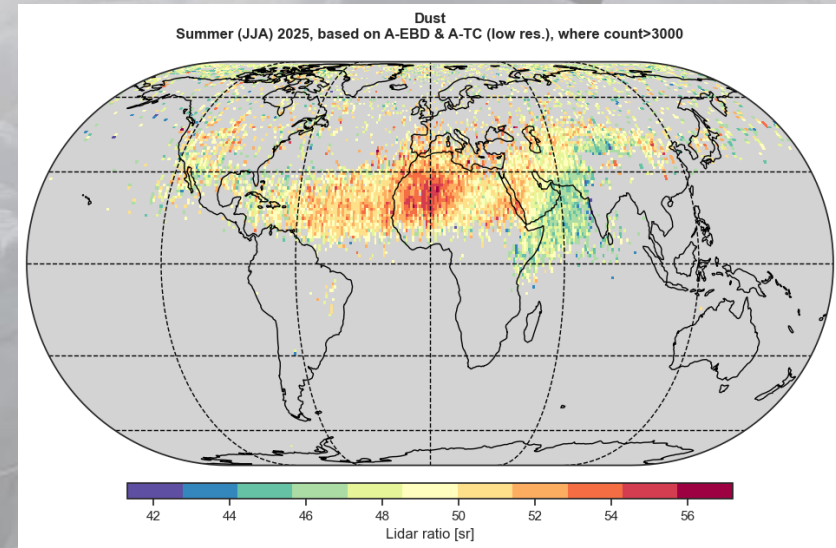 Dust
Summer (JJA) 2025, based on A-EBD & A-TC (low res.), where count>3000
42 44 46 48 50 52 54 56
Lidar ratio [sr]